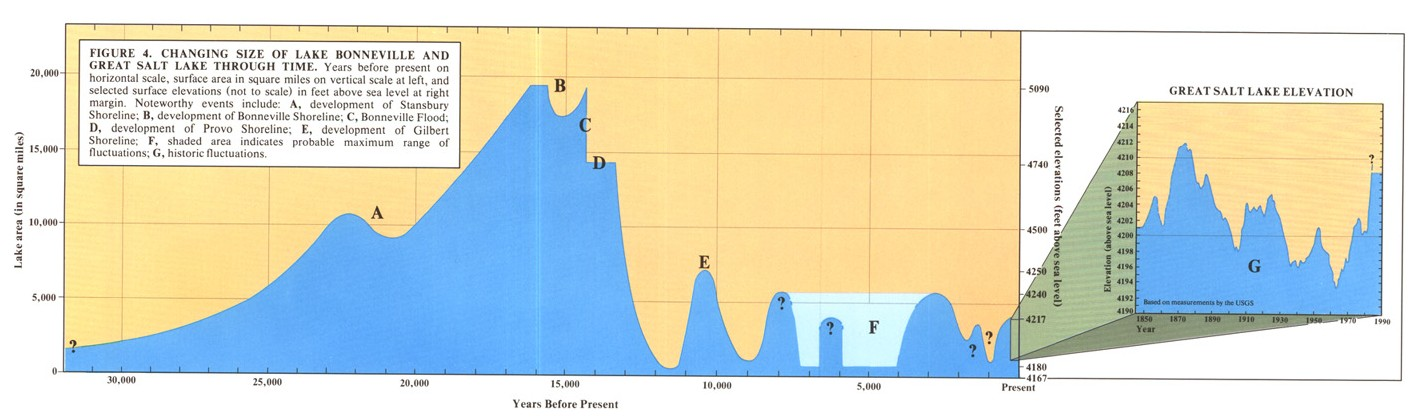 FIGURE 4. CHANGING SIZE OF LAKE BONNEVILLE AND
GREAT SALT LAKE THROUGH TIME. Years before present on
horizontal scale, surface area in square miles on vertical scale at left, and
selected surface elevations (not to scale) in feet above sea level at right
margin. Noteworthy events include: A, development of Stansbury
Shoreline; B, development of Bonneville Shoreline; C, Bonneville Flood;
D, development of Provo Shoreline; E, development of Gilbert
Shoreline; F, shaded area indicates probable maximum range of
fluctuations; G, historic fluctuations.
Lake area (in square miles)
20,000
15,000
10,000
5,000
0
?
A
B
C
D
E
?
?
F
?
?
30,000
25,000
20,000
15,000
10,000
5,000
Present
Years Before Present
5090
4740
4500
4250
4240
4217
4180
4167
Selected elevations (feet above sea level)
GREAT SALT LAKE ELEVATION
Elevation (above sea level)
4216
4214
4212
4210
4208
4206
4204
4202
4200
4198
4196
4194
4192
4190
?
G
Based on measurements by the USGS
1850
1870
1890
1910
1930
1950
1970
1990
Year